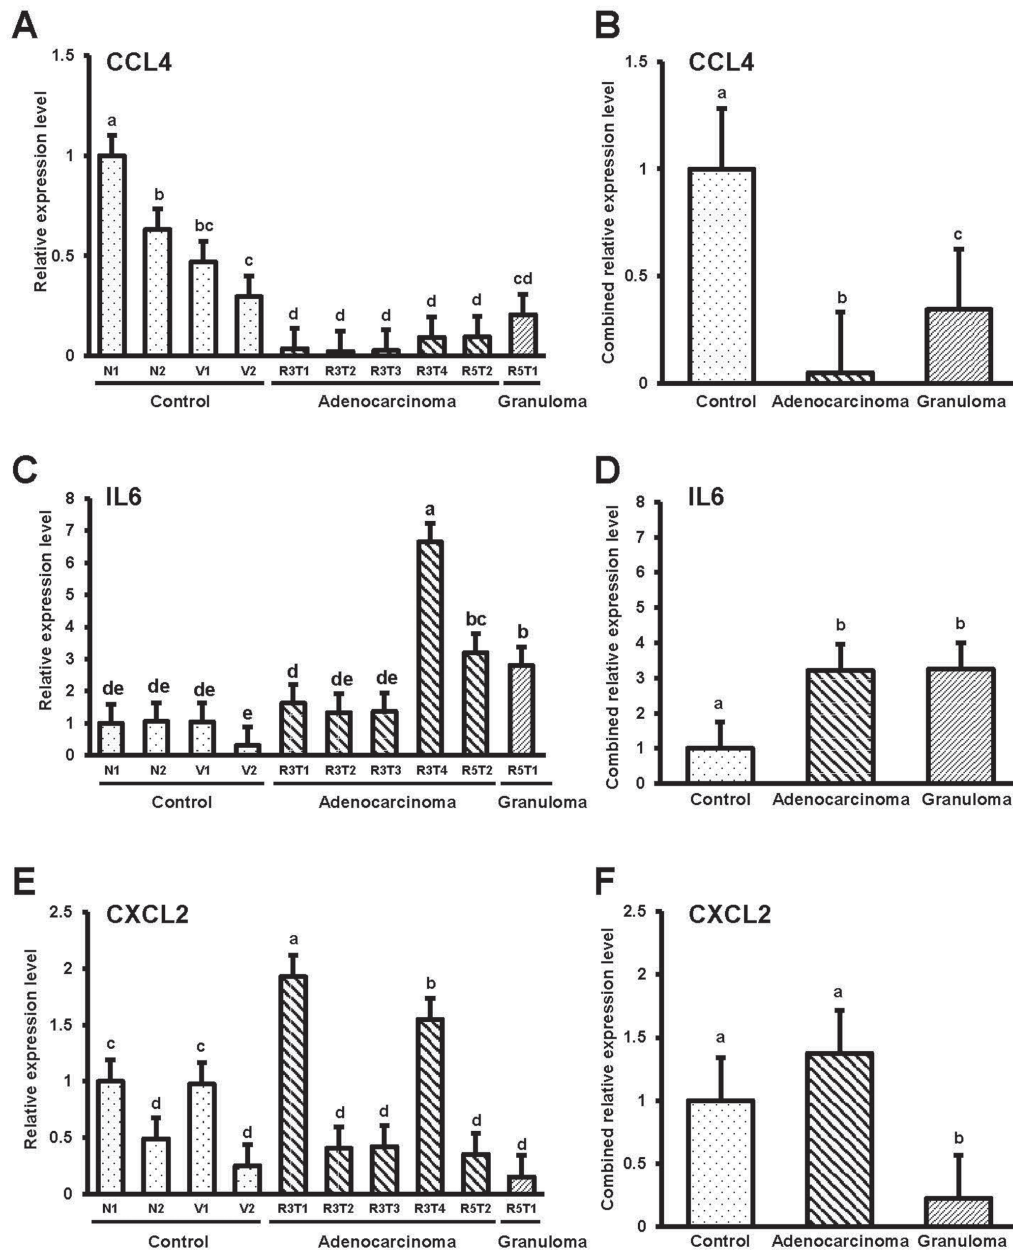 A
CCL4
Relative expression level
1.5
1
0.5
0
a
b
bc
c
d
d
d
d
d
cd
N1 N2 V1 V2 R3T1 R3T2 R3T3 R3T4 R5T2 R5T1
Control Adenocarcinoma Granuloma
B
CCL4
Combined relative expression level
1.5
1
0.5
0
a
b
c
Control Adenocarcinoma Granuloma
C
IL6
Relative expression level
8
7
6
5
4
3
2
1
0
de
de
de
e
d
de
de
a
bc
b
N1 N2 V1 V2 R3T1 R3T2 R3T3 R3T4 R5T2 R5T1
Control Adenocarcinoma Granuloma
D
IL6
Combined relative expression level
8
7
6
5
4
3
2
1
0
a
b
b
Control Adenocarcinoma Granuloma
E
CXCL2
Relative expression level
2.5
2
1.5
1
0.5
0
c
d
c
d
a
d
d
b
d
d
N1 N2 V1 V2 R3T1 R3T2 R3T3 R3T4 R5T2 R5T1
Control Adenocarcinoma Granuloma
F
CXCL2
Combined relative expression level
2.5
2
1.5
1
0.5
0
a
a
b
Control Adenocarcinoma Granuloma